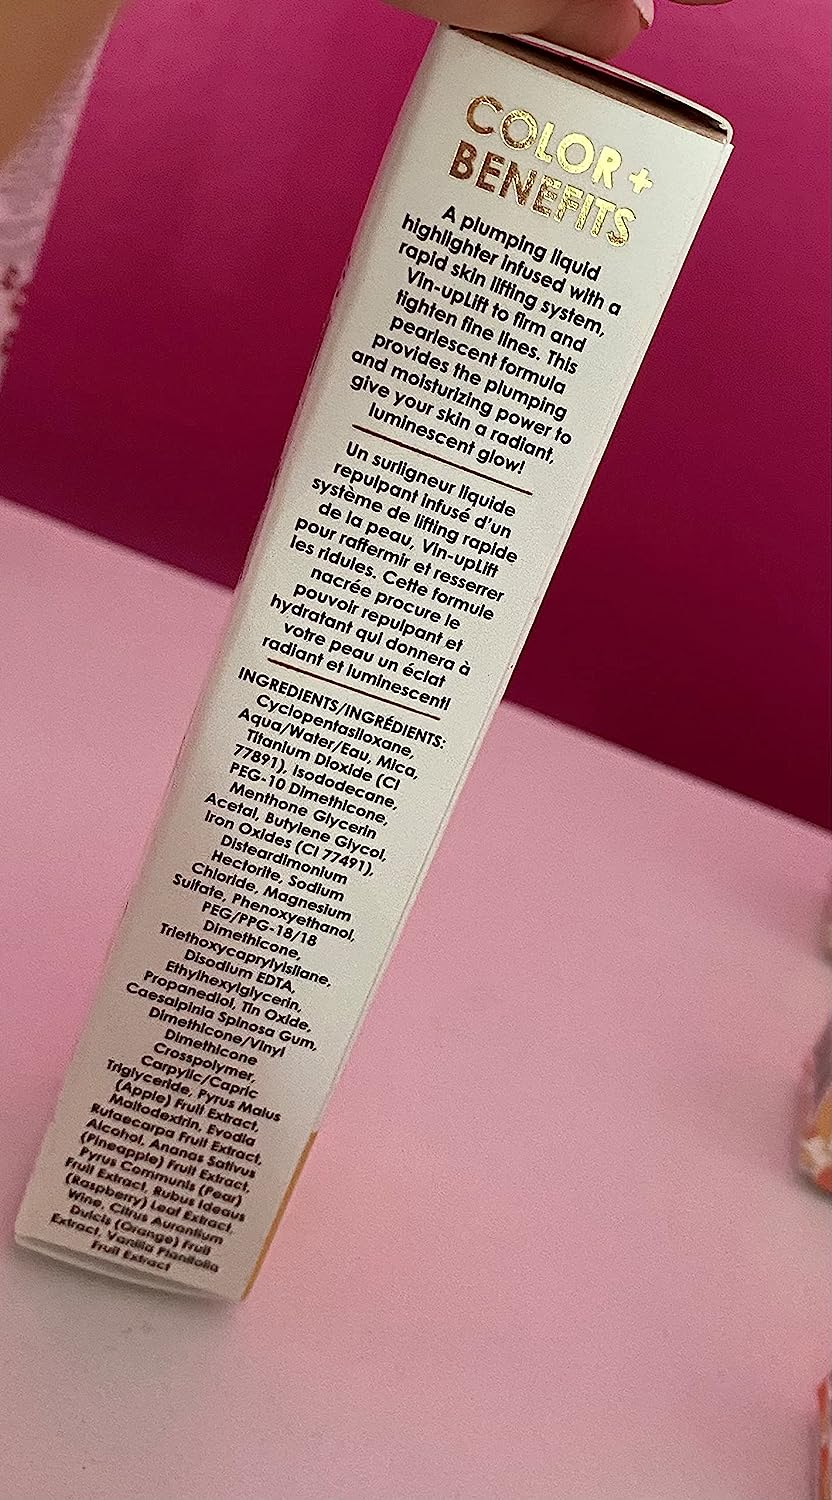 COLOR +
BENEFITS
A plumping liquid
highlighter infused with a
rapid skin lifting system,
Vin-upLift to firm and
tighten fine lines. This
pearlescent formula
provides the plumping
and moisturizing power to
give your skin a radiant,
luminescent glow!
Un surligneur liquide
repulpant infusé d'un
système de lifting rapide
de la peau, Vin-upLift
pour raffermir et resserrer
les ridules. Cette formule
nacrée procure le
pouvoir repulpant et
hydratant qui donnera à
votre peau un éclat
radiant et luminescent!
INGREDIENTS/INGRÉDIENTS:
Cyclopentasiloxane,
Aqua/Water/Eau, Mica,
Titanium Dioxide (CI
77891), Isododecane,
PEG-10 Dimethicone,
Menthone Glycerin
Acetal, Butylene Glycol,
Iron Oxides (CI 77491),
Disteardimonium
Hectorite, Sodium
Chloride, Magnesium
Sulfate, Phenoxyethanol,
PEG/PPG-18/18
Dimethicone,
Triethoxycaprylylsilane,
Disodium EDTA,
Ethylhexylglycerin,
Propanediol, Tin Oxide,
Caesalpinia Spinosa Gum,
Dimethicone/Vinyl
Dimethicone
Crosspolymer,
Carpylic/Capric
Triglyceride, Pyrus Malus
(Apple) Fruit Extract,
Maltodextrin, Evodia
Rutaecarpa Fruit Extract,
Alcohol, Ananas Sativus
(Pineapple) Fruit Extract,
Pyrus Communis (Pear)
Fruit Extract, Rubus Ideaus
(Raspberry) Leaf Extract,
Wine, Citrus Aurantium
Dulcis (Orange) Fruit
Extract, Vanilla Planifolia
Fruit Extract